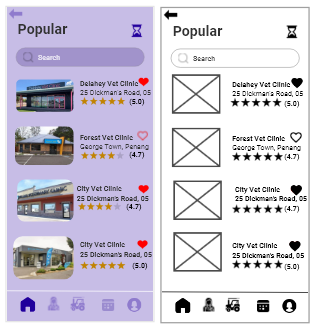 Popular
Search
Delahey Vet Clinic
25 Dickman's Road, 05
(5.0)
Forest Vet Clinic
George Town, Penang
(4.7)
City Vet Clinic
25 Dickman's Road, 05
(4.7)
City Vet Clinic
25 Dickman's Road, 05
(5.0)
Popular
Search
Delahey Vet Clinic
25 Dickman's Road, 05
(5.0)
Forest Vet Clinic
George Town, Penang
(4.7)
City Vet Clinic
25 Dickman's Road, 05
(4.7)
City Vet Clinic
25 Dickman's Road, 05
(5.0)